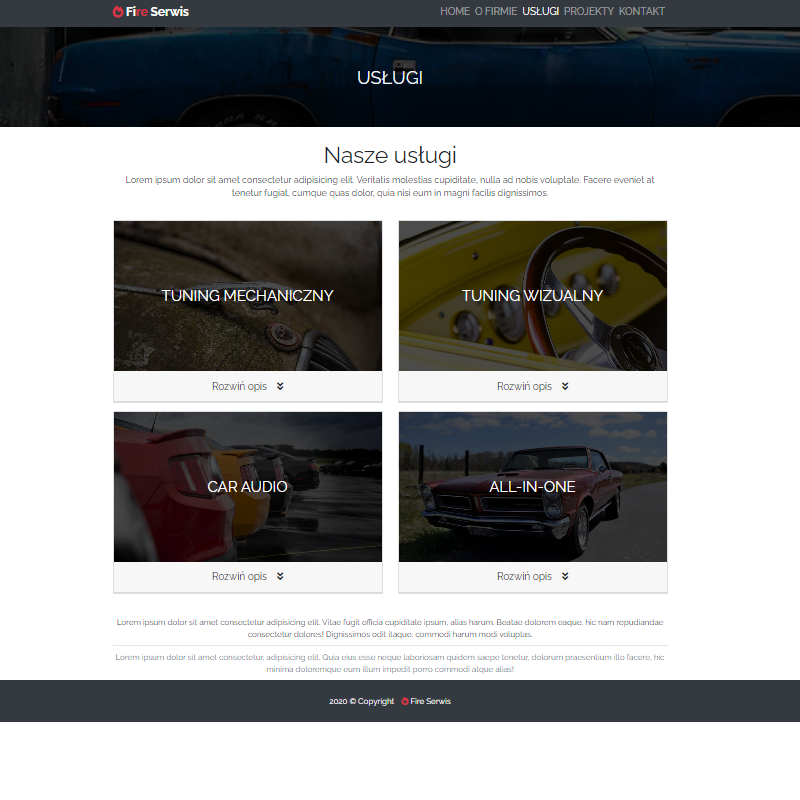 Fire Serwis
HOME O FIRMIE USŁUGI PROJEKTY KONTAKT
USŁUGI
Nasze usługi
Lorem ipsum dolor sit amet consectetur adipisicing elit. Veritatis molestias cupiditate, nulla ad nobis voluptate. Facere eveniet at
tenetur fugiat, cumque quas dolor, quia nisi eum in magni facilis dignissimos.
TUNING MECHANICZNY
TUNING WIZUALNY
Rozwiń opis
Rozwiń opis
CAR AUDIO
ALL-IN-ONE
Rozwiń opis
Rozwiń opis
Lorem ipsum dolor sit amet consectetur adipisicing elit. Vitae fugit officia cupiditate ipsum, alias harum. Beatae dolorem eaque, hic nam repudiandae
consectetur dolores! Dignissimos odit itaque, commodi harum modi voluptas.
Lorem ipsum dolor sit amet consectetur, adipisicing elit. Quia eius esse neque laboriosam quidem saepe tenetur, dolorum praesentium illo facere, hic
minima doloremque eum illum impedit porro commodi atque alias!
2020 © Copyright Fire Serwis